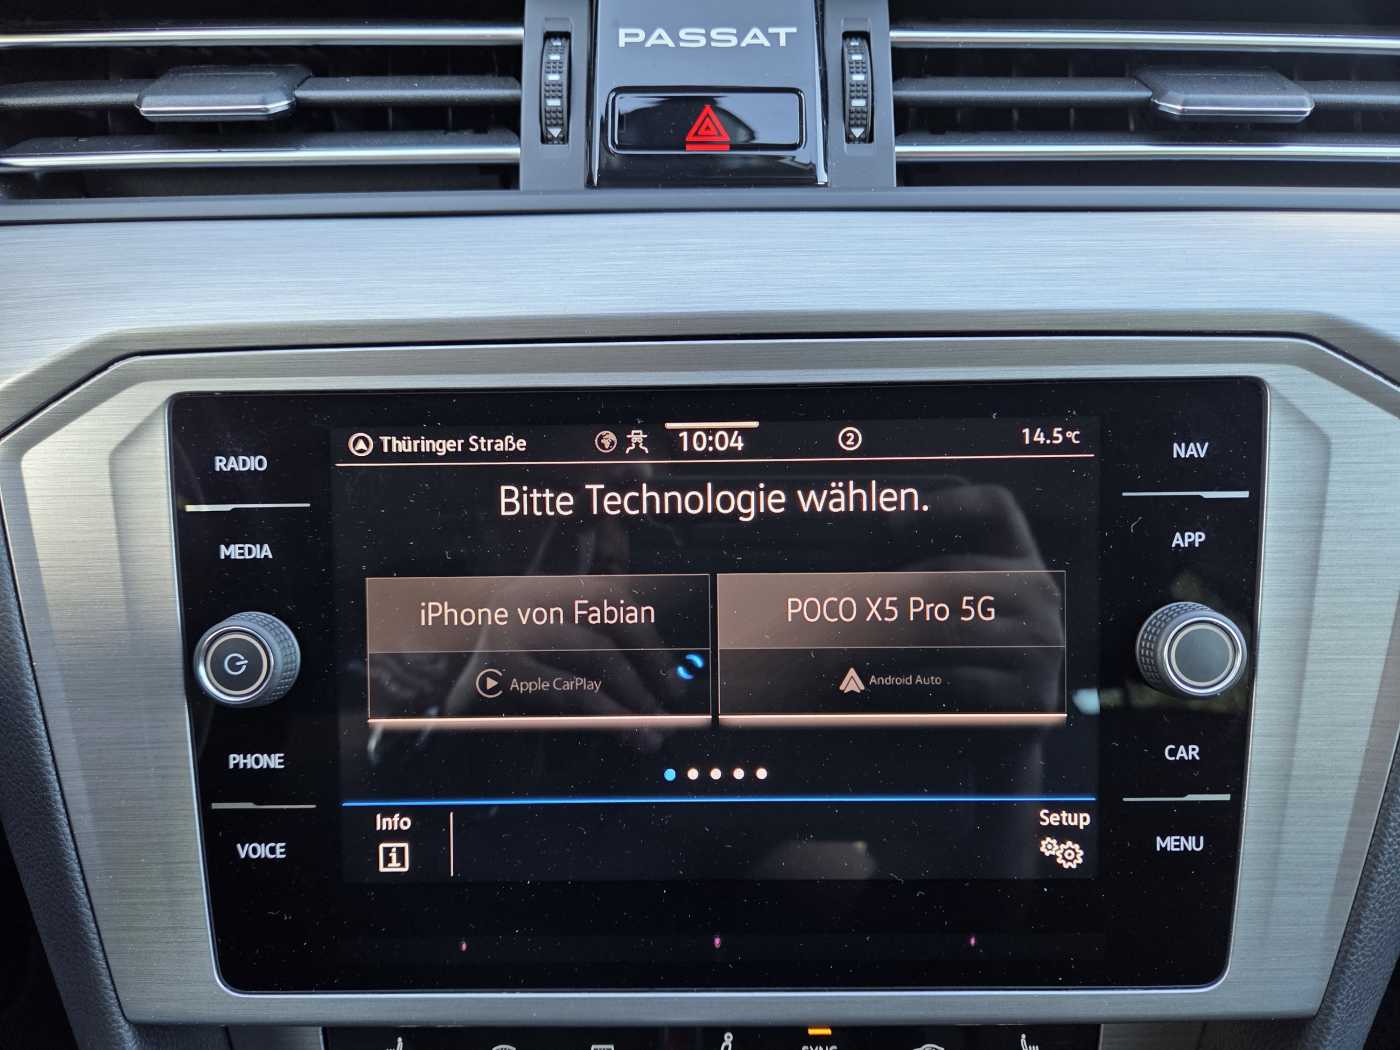 PASSAT
RADIO
MEDIA
PHONE
VOICE
Thüringer Straße
10:04
2
14.5°C
Bitte Technologie wählen.
iPhone von Fabian
Apple CarPlay
POCO X5 Pro 5G
Android Auto
Info
Setup
NAV
APP
CAR
MENU
SYNC